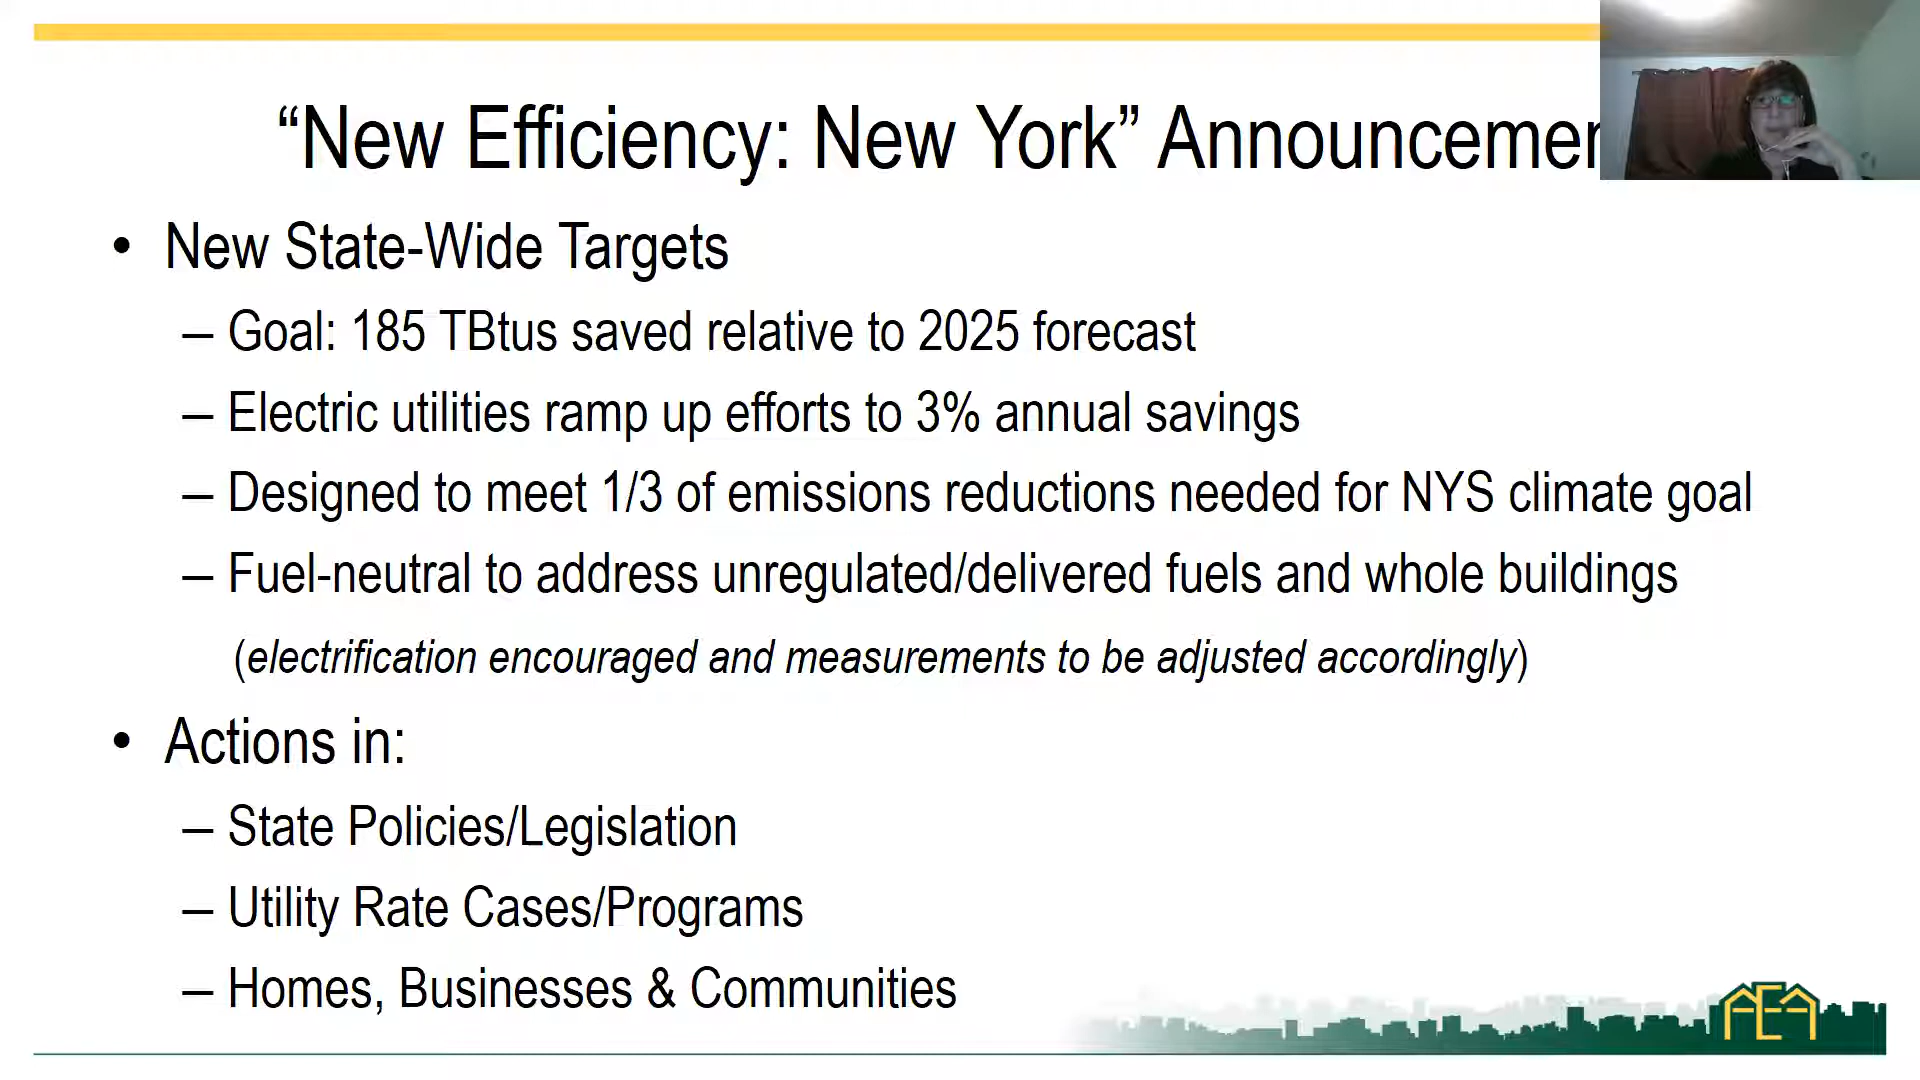 “New Efficiency: New York” Announcemen
• New State-Wide Targets
– Goal: 185 TBtus saved relative to 2025 forecast
– Electric utilities ramp up efforts to 3% annual savings
– Designed to meet 1/3 of emissions reductions needed for NYS climate goal
– Fuel-neutral to address unregulated/delivered fuels and whole buildings
(electrification encouraged and measurements to be adjusted accordingly)
• Actions in:
– State Policies/Legislation
– Utility Rate Cases/Programs
– Homes, Businesses & Communities
AEA